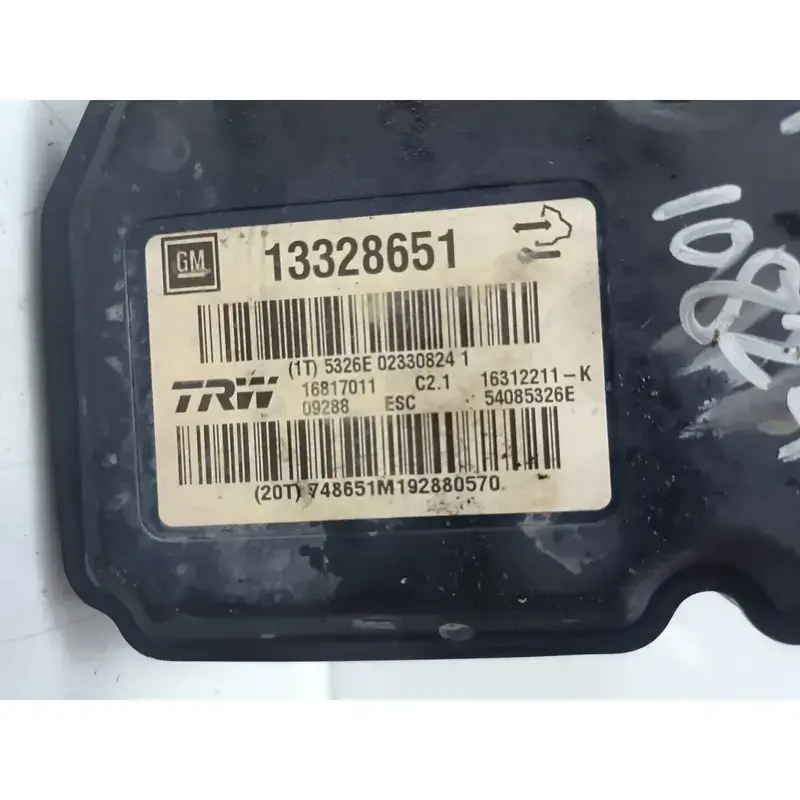 GM 13328651
(1T) 5326E 02330824 1
TRW 16817011 C2.1 16312211-K
09288 ESC 54085326E
(20T) 748651M192880570